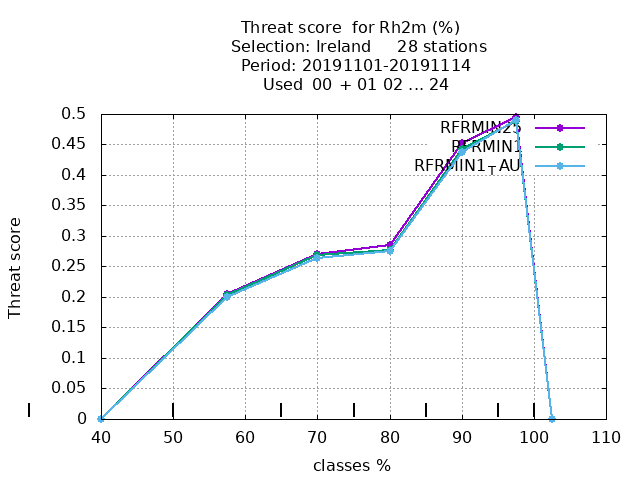 Threat score  for Rh2m (%)
Selection: Ireland     28 stations
Period: 20191101-20191114
Used  00 + 01 02 ... 24
0.5
0.45
0.4
0.35
0.3
0.25
0.2
0.15
0.1
0.05
0
Threat score
RFRMIN25
RFRMIN1
RFRMIN1TAU
40 50 60 70 80 90 100 110
classes %